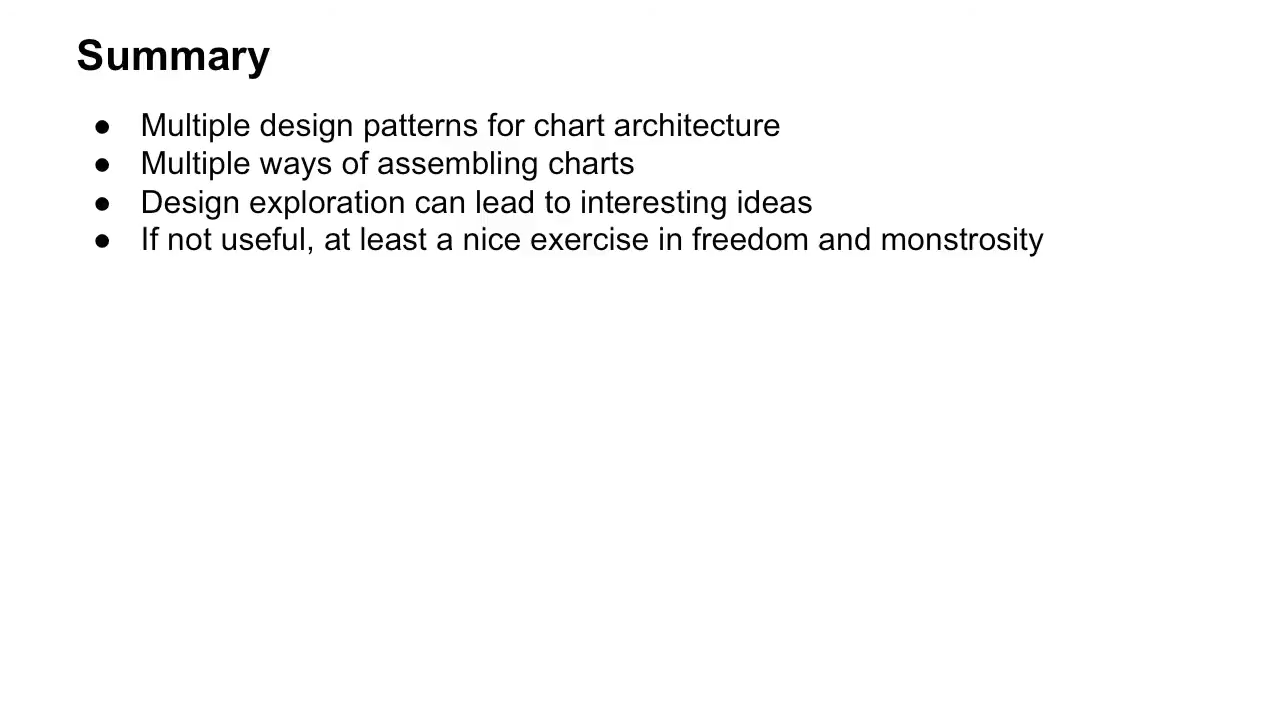 Summary
● Multiple design patterns for chart architecture
● Multiple ways of assembling charts
● Design exploration can lead to interesting ideas
● If not useful, at least a nice exercise in freedom and monstrosity